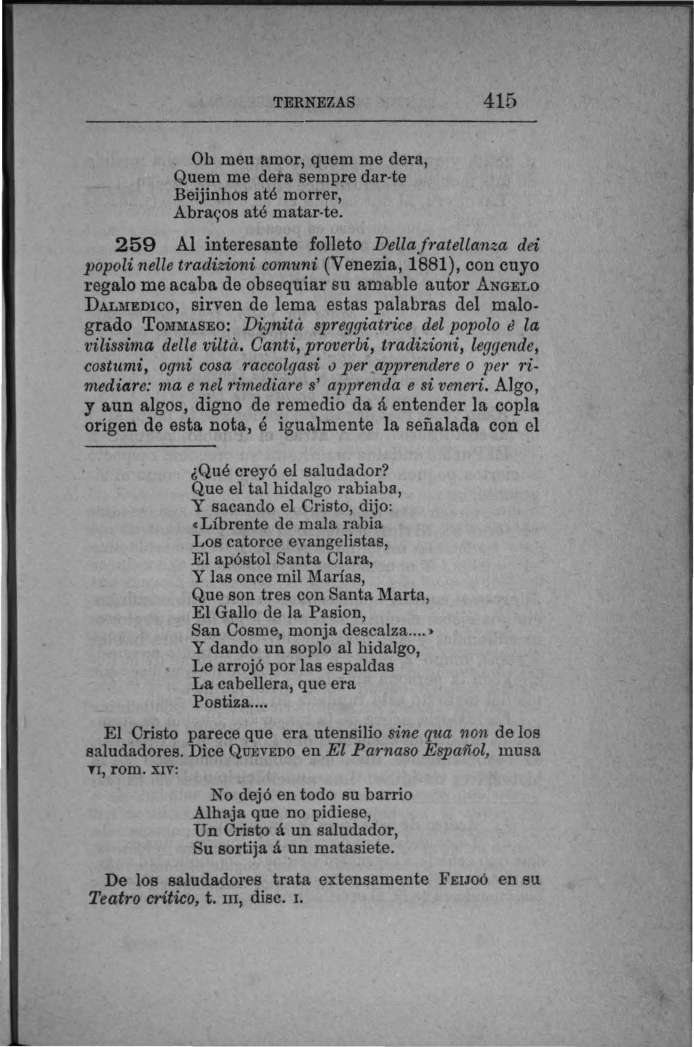 TERNEZAS 415
Oh meu amor, quem me dera,
Quem me dera sempre dar-te
Beijinhos até morrer,
Abraços até matar-te.
259 Al interesante folleto Della fratellanza dei
popoli nelle tradizioni comuni (Venezia, 1881), con cuyo
regalo me acaba de obsequiar su amable autor ANGELO
DALMEDICO, sirven de lema estas palabras del malo-
grado TOMMASEO: Dignità spreggiatrice del popolo è la
vilissima delle viltà. Canti, proverbi, tradizioni, leggende,
costumi, ogni cosa raccolgasi o per apprendere o per ri-
mediare: ma e nel rimediare s' apprenda e si veneri. Algo,
y aun algos, digno de remedio da á entender la copla
origen de esta nota, é igualmente la señalada con el
¿Qué creyó el saludador?
Que el tal hidalgo rabiaba,
Y sacando el Cristo, dijo:
«Líbrente de mala rabia
Los catorce evangelistas,
El apóstol Santa Clara,
Y las once mil Marías,
Que son tres con Santa Marta,
El Gallo de la Pasion,
San Cosme, monja descalza....»
Y dando un soplo al hidalgo,
Le arrojó por las espaldas
La cabellera, que era
Postiza....
El Cristo parece que era utensilio sine qua non de los
saludadores. Dice QUEVEDO en El Parnaso Español, musa
VI, rom. XIV:
No dejó en todo su barrio
Alhaja que no pidiese,
Un Cristo á un saludador,
Su sortija á un matasiete.
De los saludadores trata extensamente FEIJOÓ en su
Teatro crítico, t. III, disc. I.